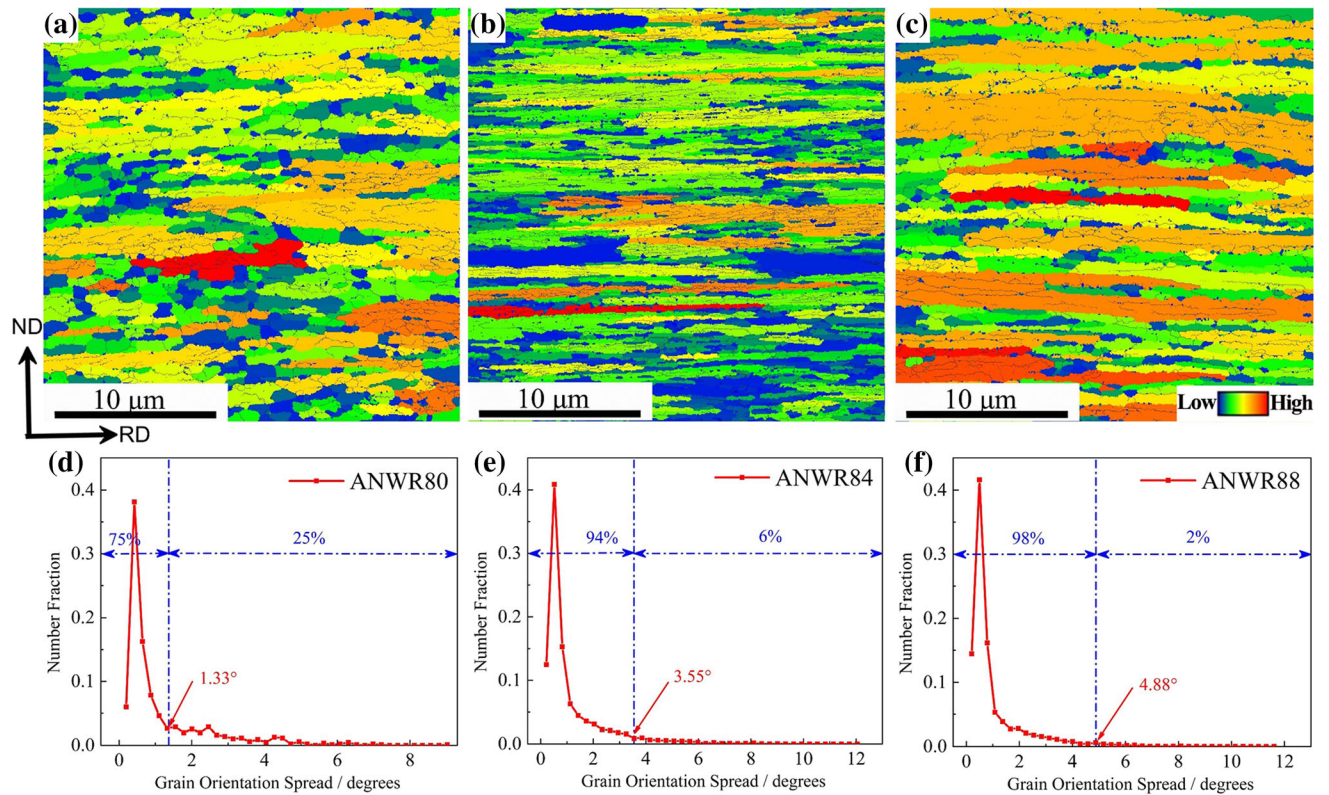 (a)
(b)
(c)
ND
RD
10 µm
10 µm
10 µm
Low High
(d)
ANWR80
0.4
0.3
0.2
0.1
0.0
75%
25%
1.33°
Number Fraction
0 2 4 6 8
Grain Orientation Spread / degrees
(e)
ANWR84
0.4
0.3
0.2
0.1
0.0
94%
6%
3.55°
Number Fraction
0 2 4 6 8 10 12
Grain Orientation Spread / degrees
(f)
ANWR88
0.4
0.3
0.2
0.1
0.0
98%
2%
4.88°
Number Fraction
0 2 4 6 8 10 12
Grain Orientation Spread / degrees